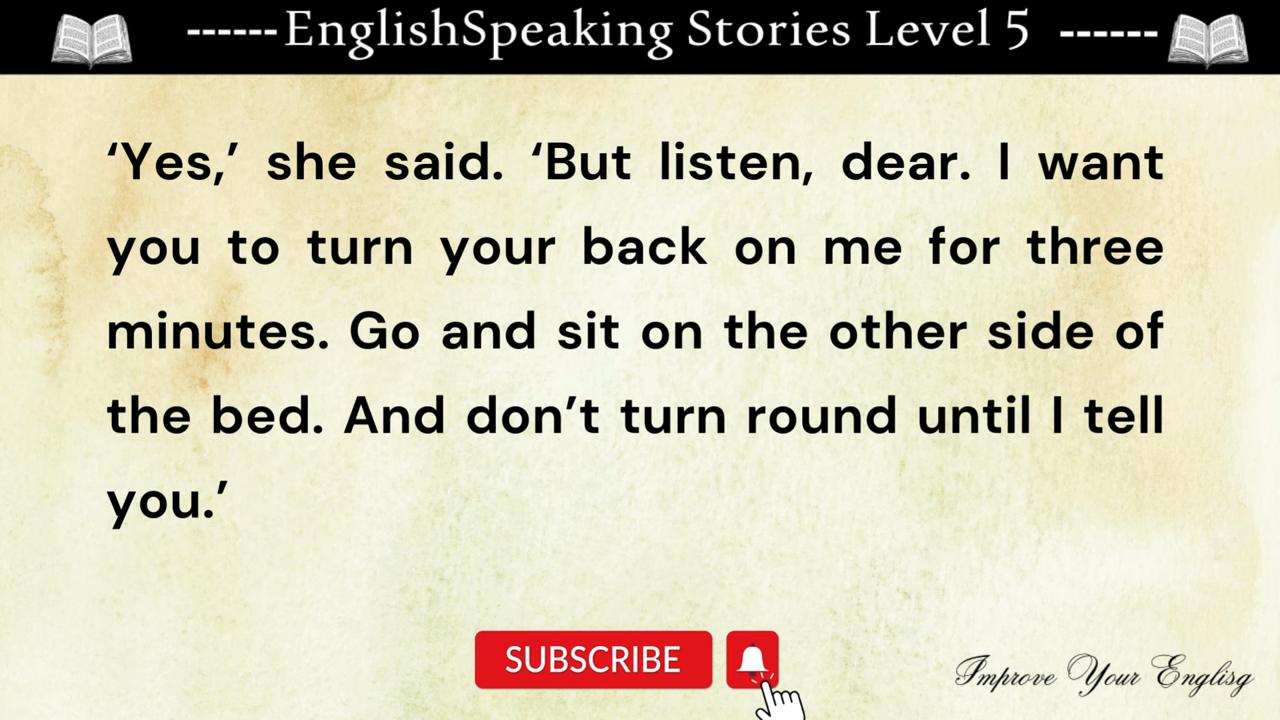 ------EnglishSpeaking Stories Level 5 ------
‘Yes,’ she said. ‘But listen, dear. I want
you to turn your back on me for three
minutes. Go and sit on the other side of
the bed. And don’t turn round until I tell
you.’
SUBSCRIBE
Improve Your Englisg